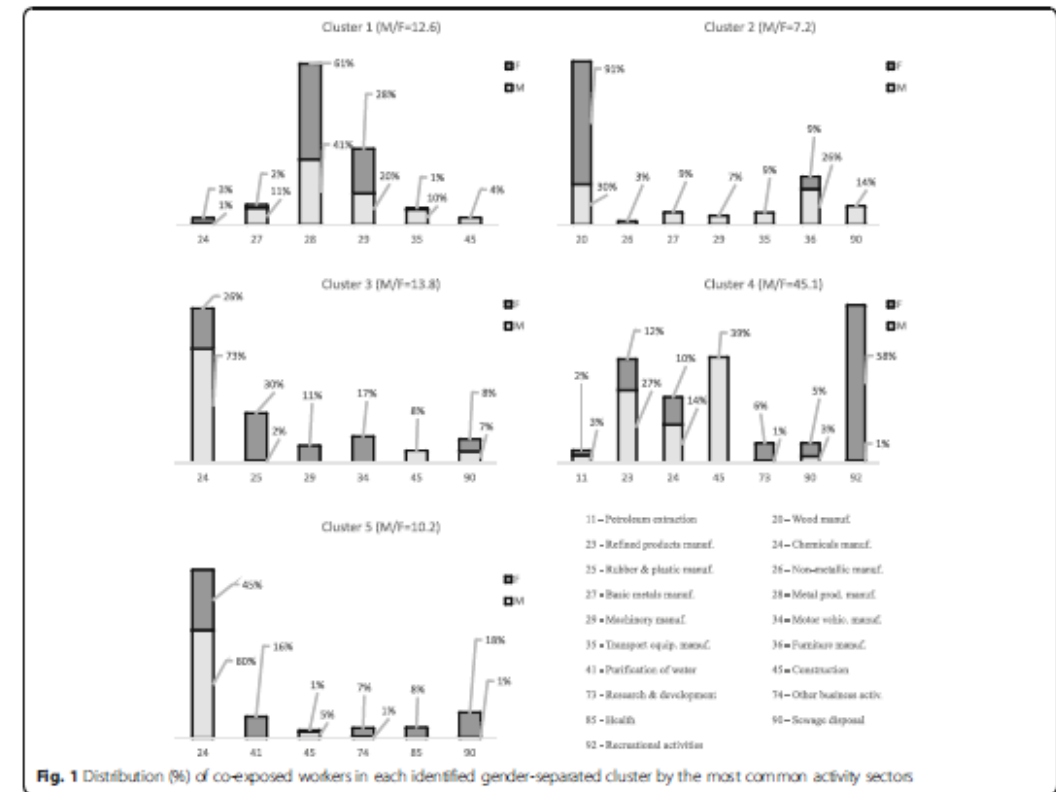 Cluster 1 (M/F=12.6)
F
M
61%
28%
41%
20%
3%
1%
2%
11%
1%
10%
4%
24 27 28 29 35 45
Cluster 2 (M/F=7.2)
F
M
91%
30%
3%
9%
7%
9%
9%
26%
14%
20 26 27 29 35 36 90
Cluster 3 (M/F=13.8)
F
M
26%
73%
30%
2%
11%
17%
8%
8%
7%
24 25 29 34 45 90
Cluster 4 (M/F=45.1)
F
M
2%
3%
12%
27%
10%
14%
39%
6%
1%
5%
3%
58%
1%
11 23 24 45 73 90 92
Cluster 5 (M/F=10.2)
F
M
45%
80%
16%
1%
5%
7%
1%
8%
18%
1%
24 41 45 74 85 90
11 – Petroleum extraction
20 – Wood manuf.
23 – Refined products manuf.
24 – Chemicals manuf.
25 – Rubber & plastic manuf.
26 – Non-metallic manuf.
27 – Basic metals manuf.
28 – Metal prod. manuf.
29 – Machinery manuf.
34 – Motor vehic. manuf.
35 – Transport equip. manuf.
36 – Furniture manuf.
41 – Purification of water
45 – Construction
73 – Research & development
74 – Other business activ.
85 – Health
90 – Sewage disposal
92 – Recreational activities
Fig. 1 Distribution (%) of co-exposed workers in each identified gender-separated cluster by the most common activity sectors